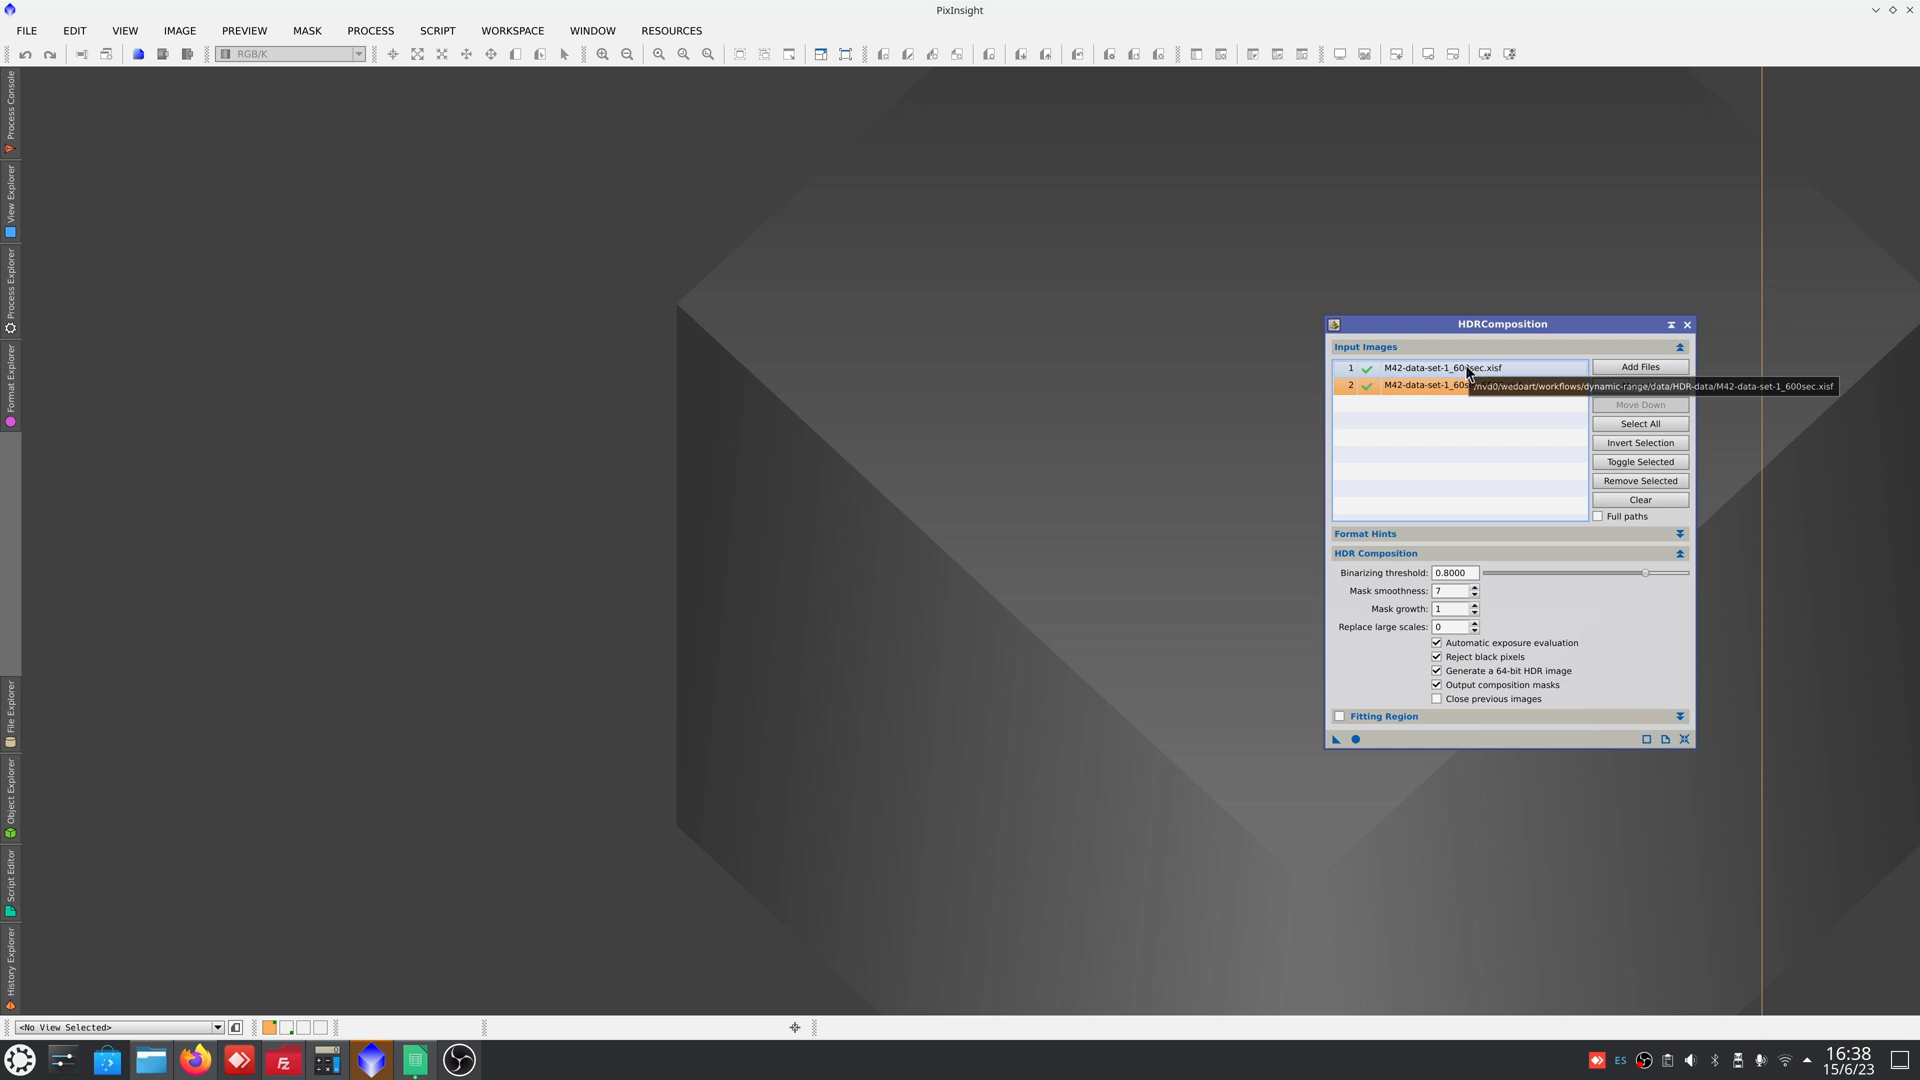 PixInsight
FILE EDIT VIEW IMAGE PREVIEW MASK PROCESS SCRIPT WORKSPACE WINDOW RESOURCES
RGB/K
Process Console
View Explorer
Process Explorer
Format Explorer
File Explorer
Object Explorer
Script Editor
History Explorer
HDRComposition
Input Images
1 M42-data-set-1_600sec.xisf
2 M42-data-set-1_60s
/nvd0/wedoart/workflows/dynamic-range/data/HDR-data/M42-data-set-1_600sec.xisf
Add Files
Move Down
Select All
Invert Selection
Toggle Selected
Remove Selected
Clear
Full paths
Format Hints
HDR Composition
Binarizing threshold: 0.8000
Mask smoothness: 7
Mask growth: 1
Replace large scales: 0
Automatic exposure evaluation
Reject black pixels
Generate a 64-bit HDR image
Output composition masks
Close previous images
Fitting Region
<No View Selected>
Fz
ES
16:38
15/6/23